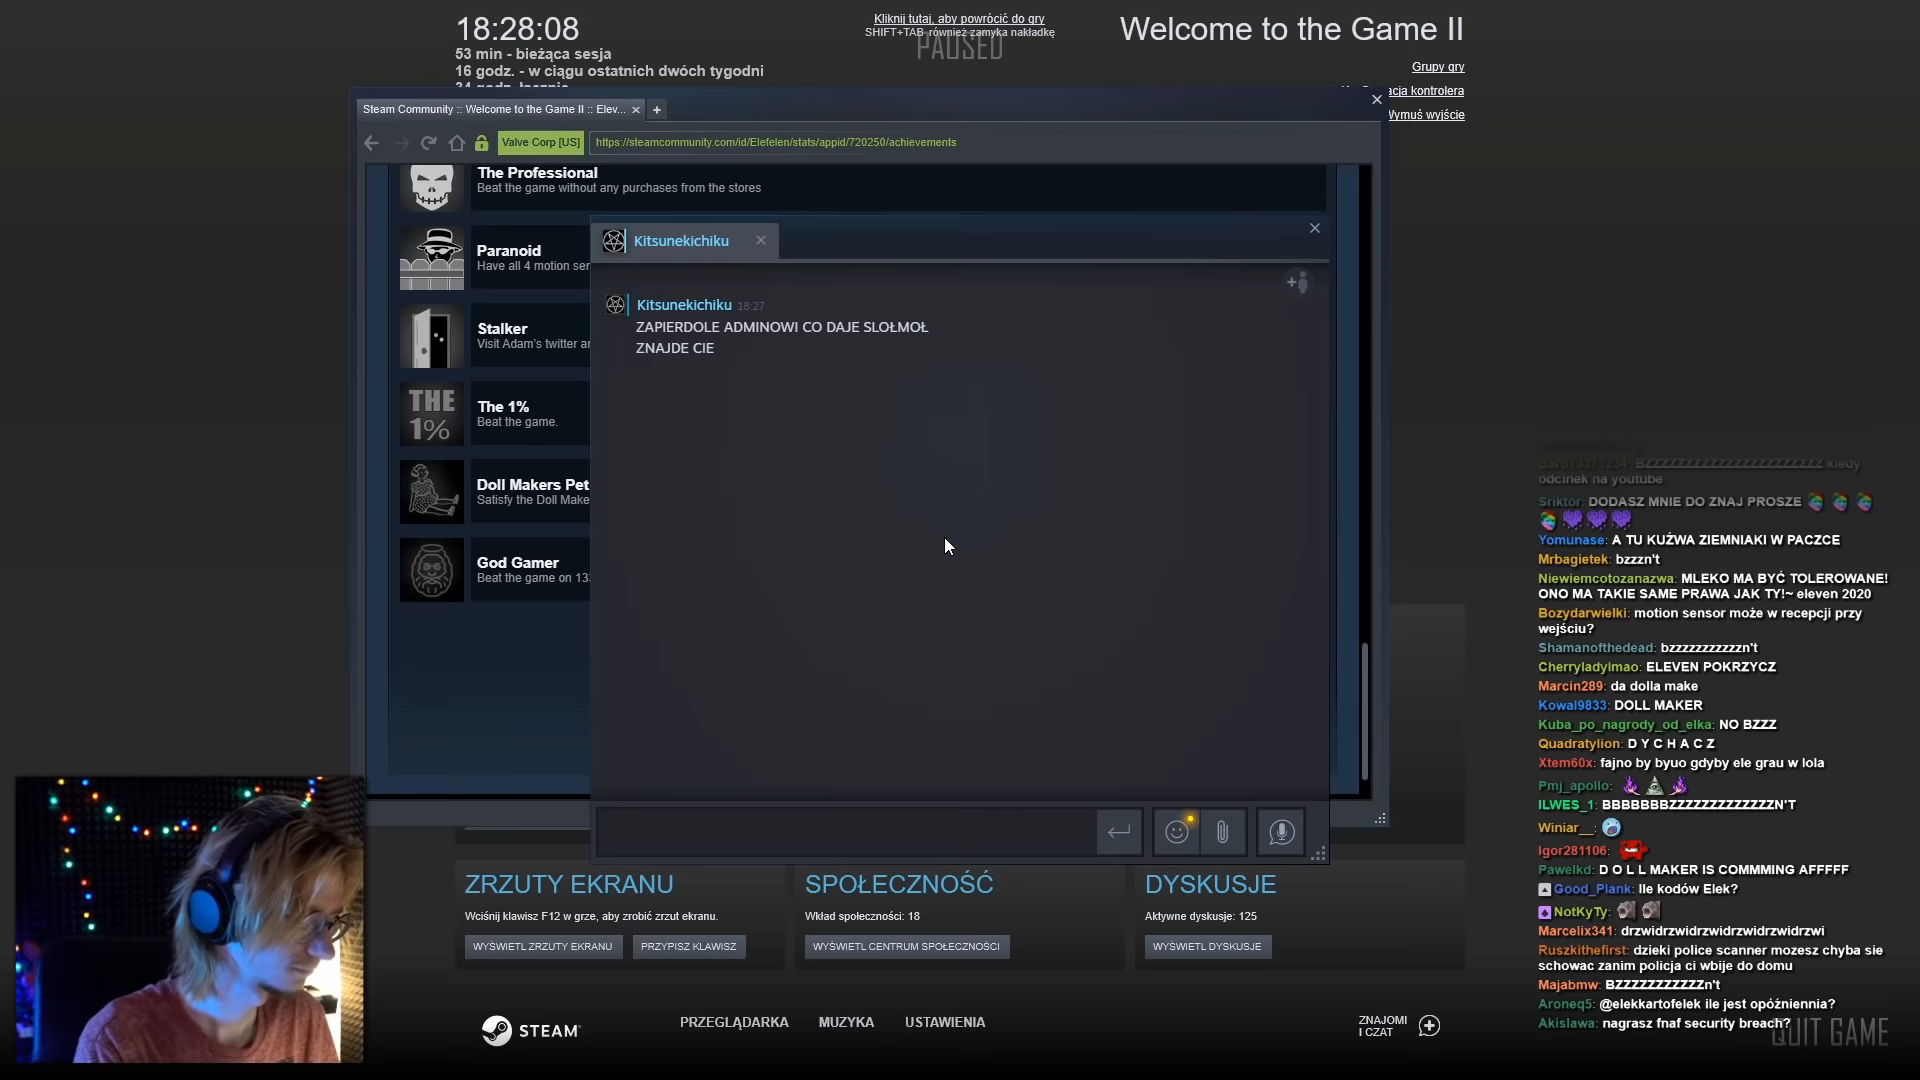 18:28:08
53 min - bieżąca sesja
16 godz. - w ciągu ostatnich dwóch tygodni
Kliknij tutaj, aby powrócić do gry
SHIFT+TAB również zamyka nakładkę
PAUSED
Welcome to the Game II
Grupy gry
acja kontrolera
Wymuś wyjście
Steam Community :: Welcome to the Game II :: Elev...
Valve Corp [US]
https://steamcommunity.com/id/Elefelen/stats/appid/720250/achievements
The Professional
Beat the game without any purchases from the stores
Paranoid
Have all 4 motion ser
Stalker
Visit Adam's twitter ar
THE 1%
The 1%
Beat the game.
Doll Makers Pet
Satisfy the Doll Make
God Gamer
Beat the game on 13
Kitsunekichiku
Kitsunekichiku 18:27
ZAPIERDOLE ADMINOWI CO DAJE SLOŁMOŁ
ZNAJDE CIE
odcinek na youtube
Sriktor: DODASZ MNIE DO ZNAJ PROSZE
Yomunase: A TU KUŹWA ZIEMNIAKI W PACZCE
Mrbagietek: bzzzn't
Niewiemcotozanazwa: MLEKO MA BYĆ TOLEROWANE!
ONO MA TAKIE SAME PRAWA JAK TY!~ eleven 2020
Bozydarwielki: motion sensor może w recepcji przy
wejściu?
Shamanofthedead: bzzzzzzzzzzn't
Cherryladylmao: ELEVEN POKRZYCZ
Marcin289: da dolla make
Kowal9833: DOLL MAKER
Kuba_po_nagrody_od_elka: NO BZZZ
Quadratylion: D Y C H A C Z
Xtem60x: fajno by byuo gdyby ele grau w lola
Pmj_apollo:
ILWES_1: BBBBBBBZZZZZZZZZZZZN'T
Winiar__:
Igor281106:
Pawelkd: D O L L MAKER IS COMMMING AFFFFF
Good_Plank: Ile kodów Elek?
NotKyTy:
Marcelix341: drzwidrzwidrzwidrzwidrzwidrzwi
Ruszkithefirst: dzieki police scanner mozesz chyba sie
schowac zanim policja ci wbije do domu
Majabmw: BZZZZZZZZZZZn't
Aroneq5: @elekkartofelek ile jest opóźniennia?
Akislawa: nagrasz fnaf security breach?
QUIT GAME
ZRZUTY EKRANU
Wciśnij klawisz F12 w grze, aby zrobić zrzut ekranu.
WYŚWIETL ZRZUTY EKRANU
PRZYPISZ KLAWISZ
SPOŁECZNOŚĆ
Wkład społeczności: 18
WYŚWIETL CENTRUM SPOŁECZNOŚCI
DYSKUSJE
Aktywne dyskusje: 125
WYŚWIETL DYSKUSJE
STEAM
PRZEGLĄDARKA
MUZYKA
USTAWIENIA
ZNAJOMI
I CZAT